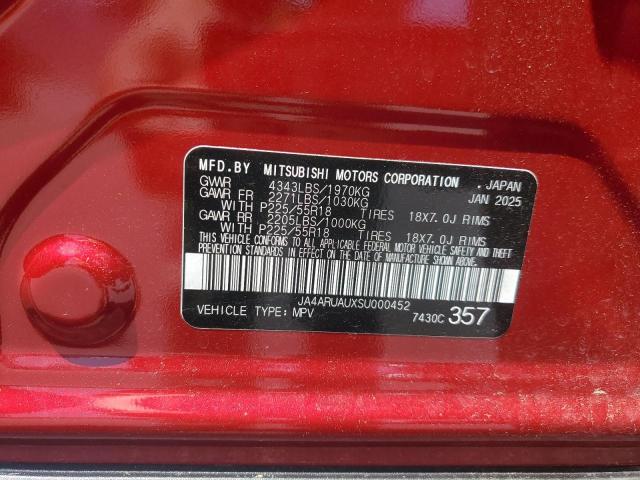 MFD.BY MITSUBISHI MOTORS CORPORATION , JAPAN
GVWR 4343LBS/1970KG JAN 2025
GAWR FR 2271LBS/1030KG
WITH P225/55R18 TIRES 18X7.0J RIMS
GAWR RR 2205LBS/1000KG
WITH P225/55R18 TIRES 18X7.0J RIMS
THIS VEHICLE CONFORMS TO ALL APPLICABLE FEDERAL MOTOR VEHICLE SAFETY AND THEFT
PREVENTION STANDARDS IN EFFECT ON THE DATE OF MANUFACTURE SHOWN ABOVE.
JA4ARUAUXSU000452
VEHICLE TYPE:MPV 7430C 357